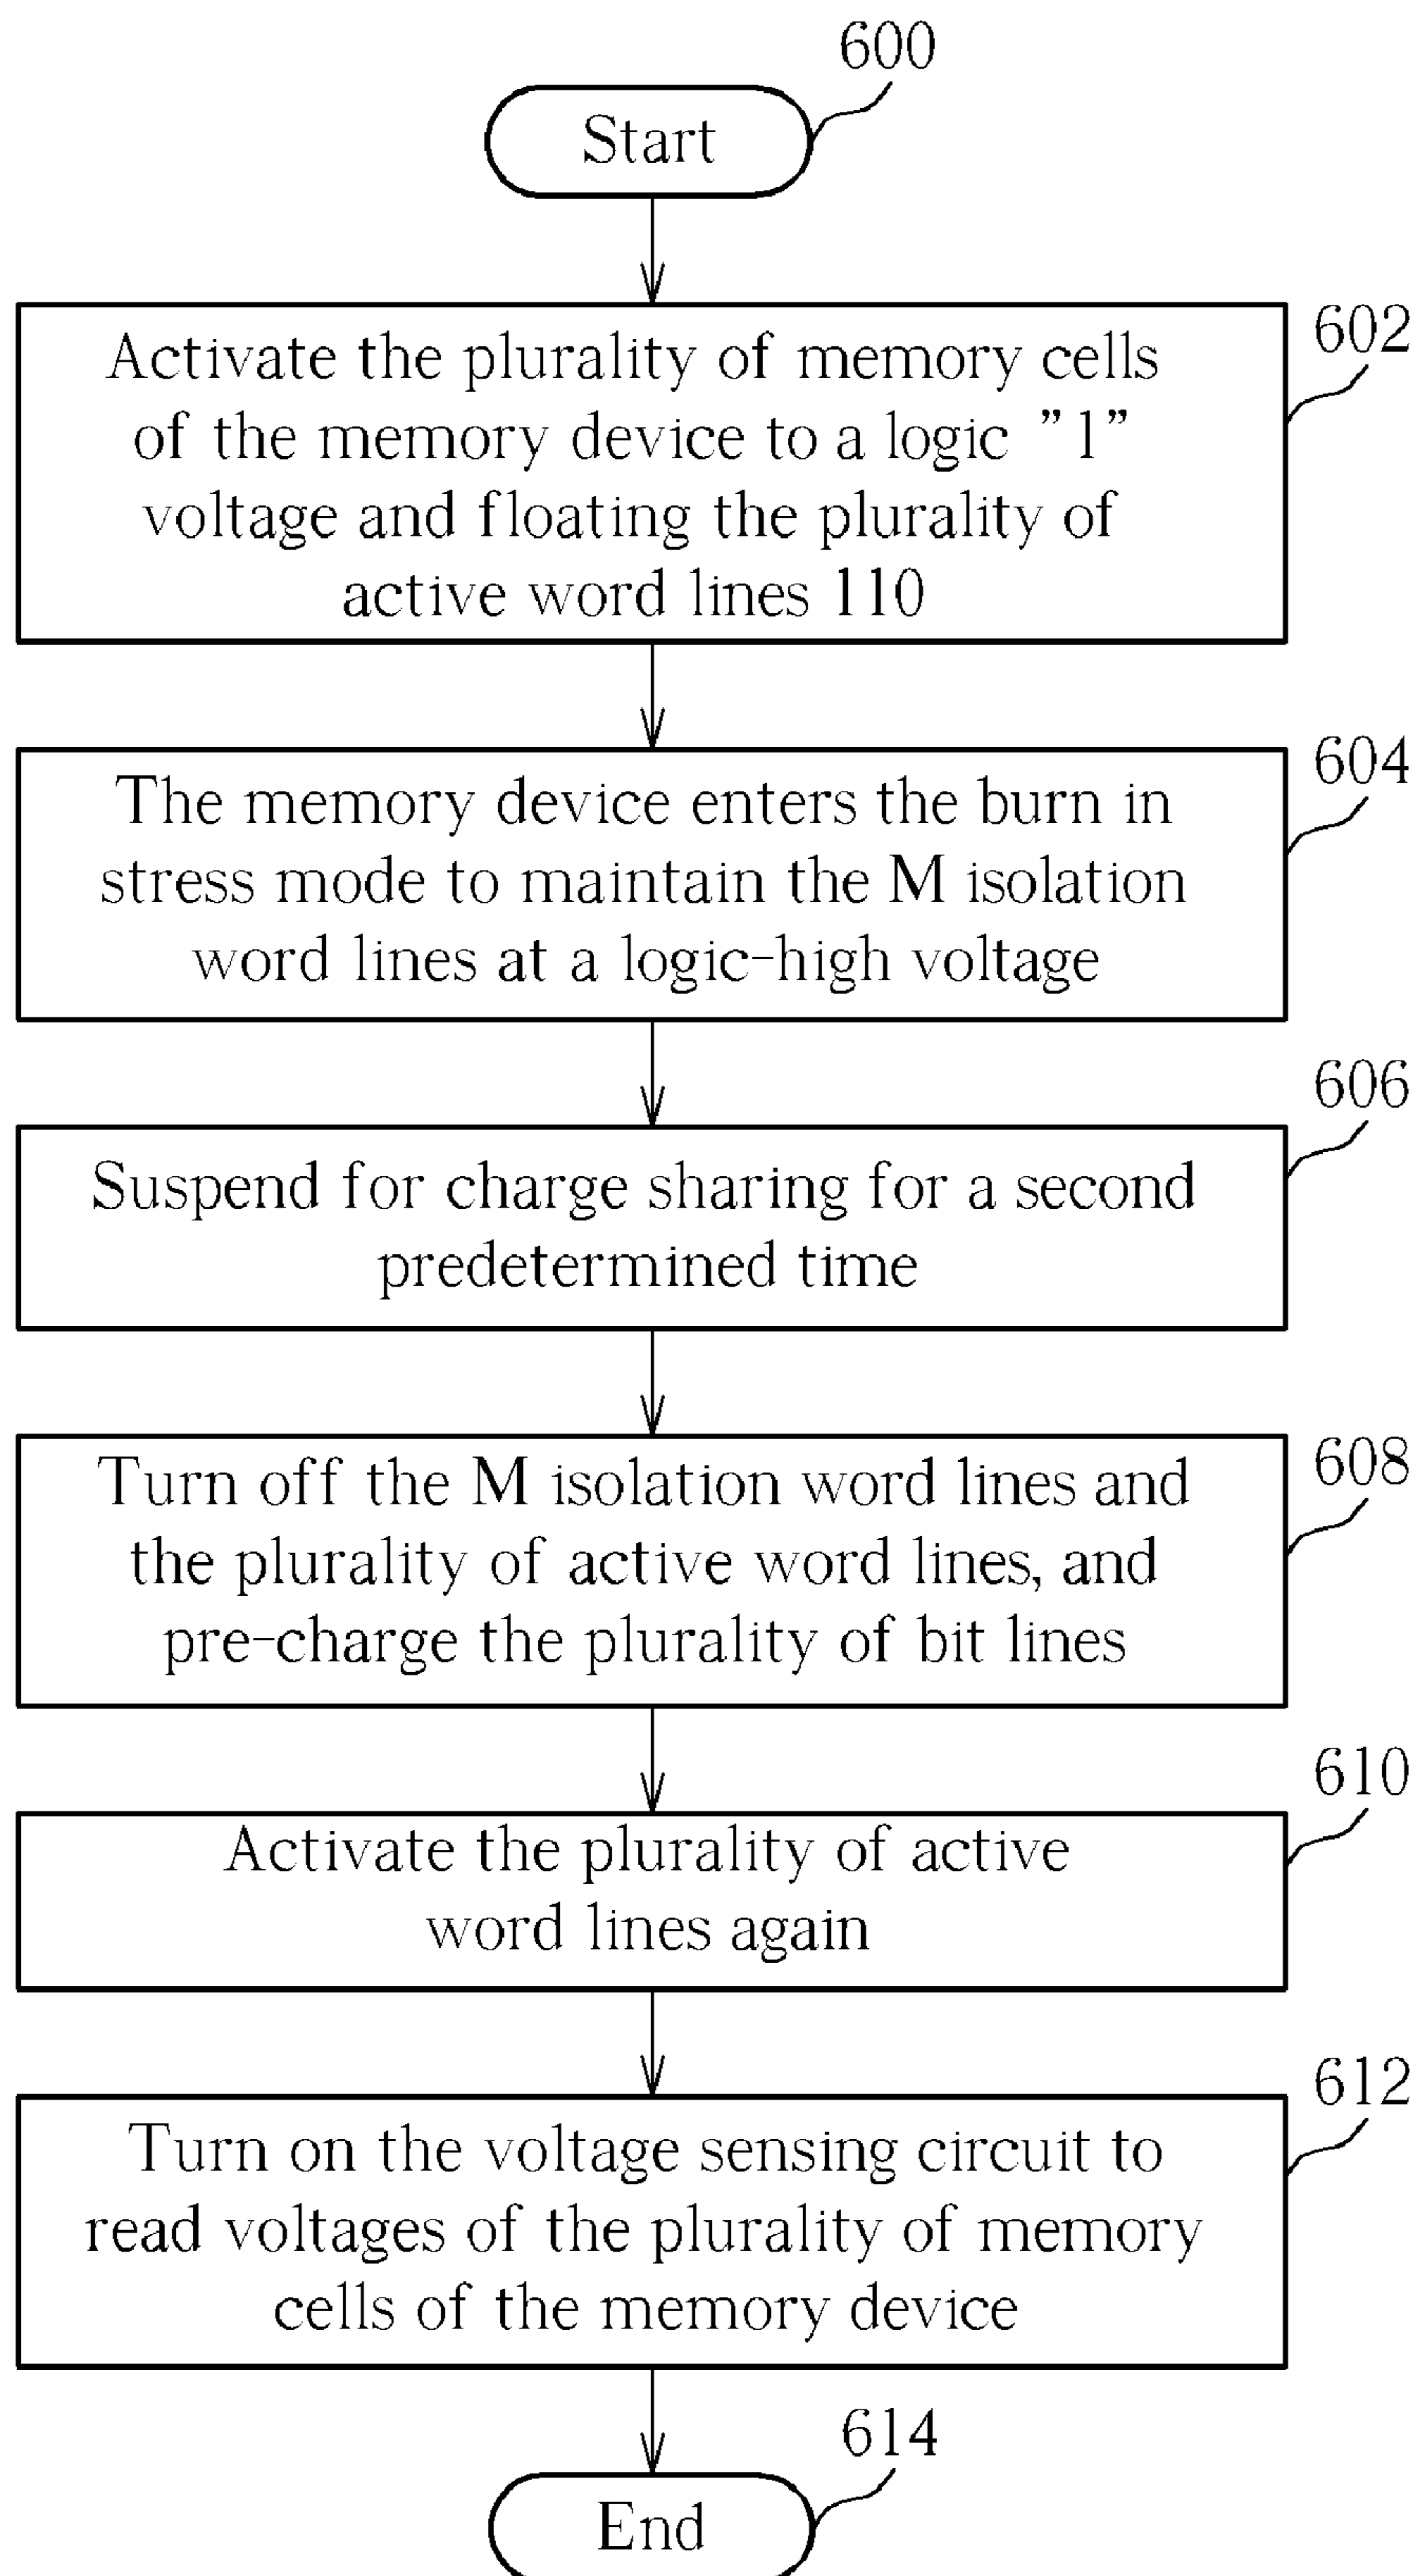 600
Start
602
Activate the plurality of memory cells
of the memory device to a logic ”1”
voltage and floating the plurality of
active word lines 110
604
The memory device enters the burn in
stress mode to maintain the M isolation
word lines at a logic-high voltage
606
Suspend for charge sharing for a second
predetermined time
608
Turn off the M isolation word lines and
the plurality of active word lines, and
pre-charge the plurality of bit lines
610
Activate the plurality of active
word lines again
612
Turn on the voltage sensing circuit to
read voltages of the plurality of memory
cells of the memory device
614
End